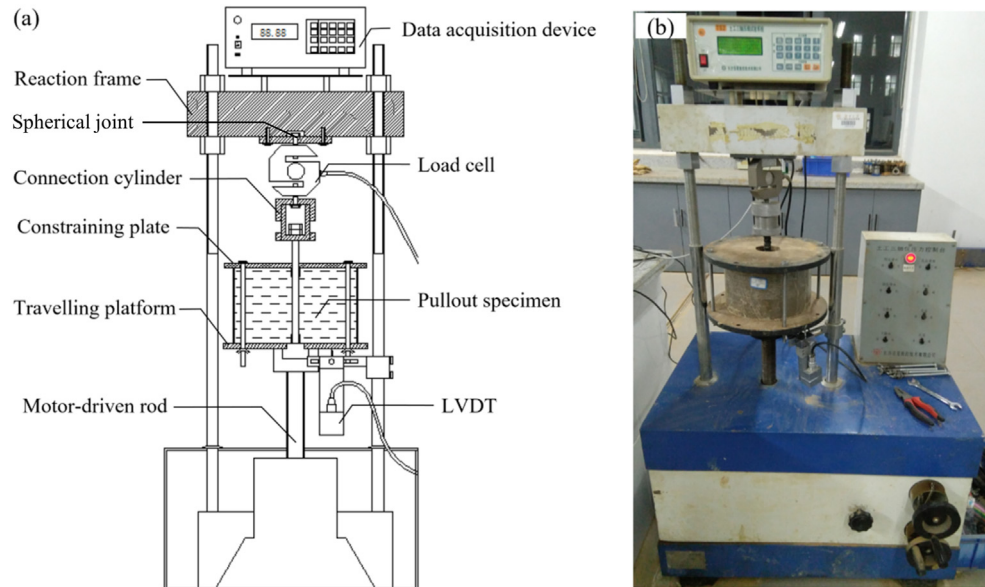 (a)
88.88
Data acquisition device
Reaction frame
Spherical joint
Load cell
Connection cylinder
Constraining plate
Pullout specimen
Travelling platform
Motor-driven rod
LVDT
(b)